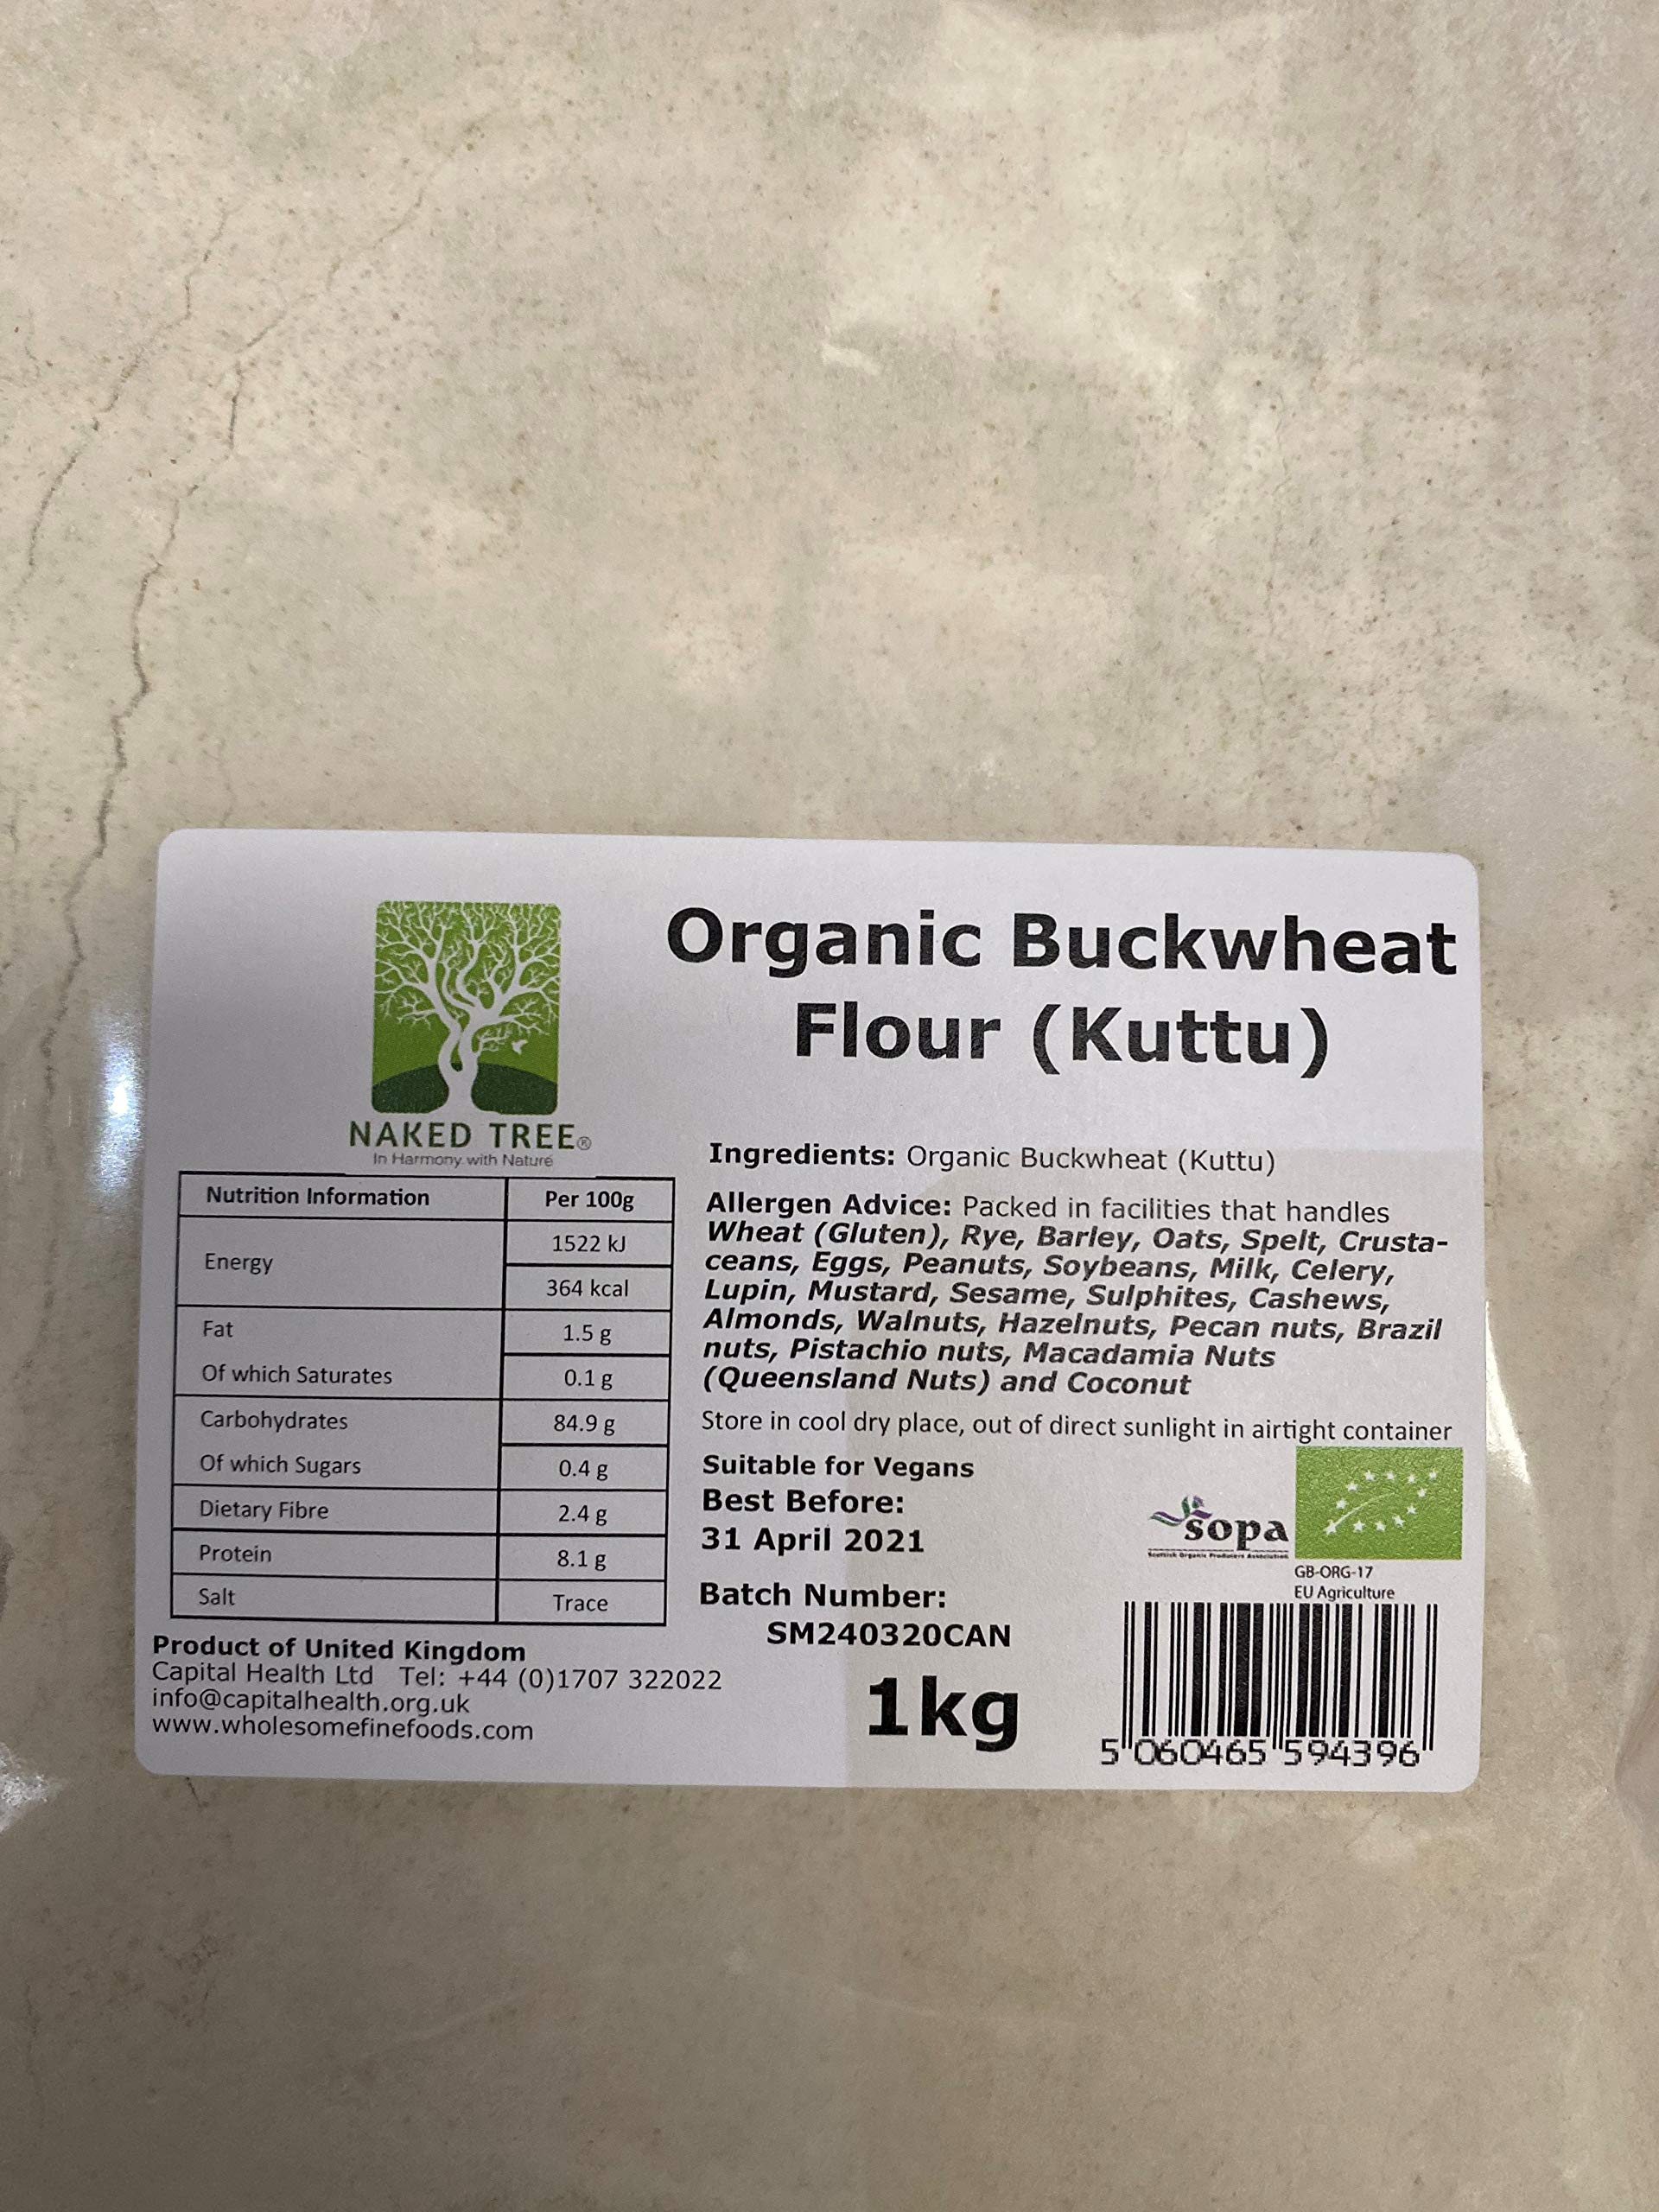 Organic Buckwheat
Flour (Kuttu)
NAKED TREE®
In Harmony with Nature
Nutrition Information Per 100g
Energy 1522 kJ
364 kcal
Fat 1.5 g
Of which Saturates 0.1 g
Carbohydrates 84.9 g
Of which Sugars 0.4 g
Dietary Fibre 2.4 g
Protein 8.1 g
Salt Trace
Product of United Kingdom
Capital Health Ltd Tel: +44 (0)1707 322022
info@capitalhealth.org.uk
www.wholesomefinefoods.com
Ingredients: Organic Buckwheat (Kuttu)
Allergen Advice: Packed in facilities that handles
Wheat (Gluten), Rye, Barley, Oats, Spelt, Crusta-
ceans, Eggs, Peanuts, Soybeans, Milk, Celery,
Lupin, Mustard, Sesame, Sulphites, Cashews,
Almonds, Walnuts, Hazelnuts, Pecan nuts, Brazil
nuts, Pistachio nuts, Macadamia Nuts
(Queensland Nuts) and Coconut
Store in cool dry place, out of direct sunlight in airtight container
Suitable for Vegans
Best Before:
31 April 2021
Batch Number:
SM240320CAN
1kg
sopa
Scottish Organic Producers Association
GB-ORG-17
EU Agriculture
5 060465 594396